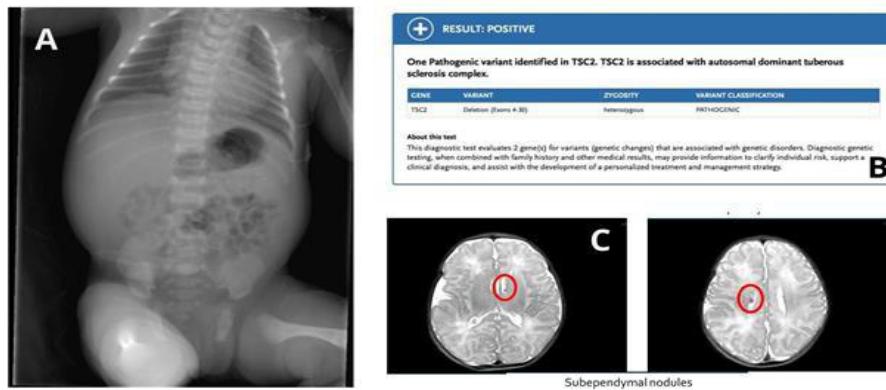 A
RESULT: POSITIVE
One Pathogenic variant identified in TSC2. TSC2 is associated with autosomal dominant tuberous
sclerosis complex.
GENE VARIANT ZYGOSITY VARIANT CLASSIFICATION
TSC2 Deletion (Exons 4-30) heterozygous PATHOGENIC
About this test
This diagnostic test evaluates 2 gene(s) for variants (genetic changes) that are associated with genetic disorders. Diagnostic genetic
testing, when combined with family history and other medical results, may provide information to clarify individual risk, support a
clinical diagnosis, and assist with the development of a personalized treatment and management strategy.
B
C
Subependymal nodules